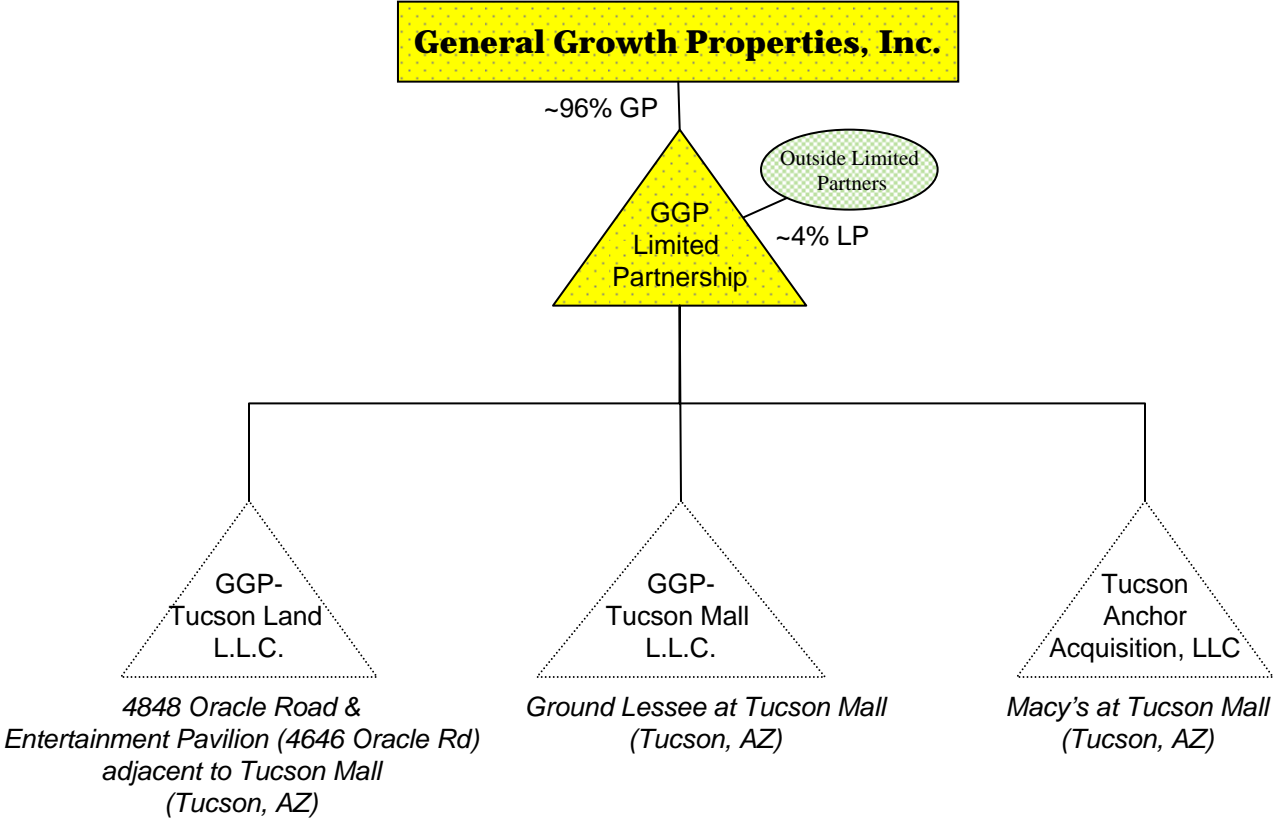 General Growth Properties, Inc.
~96% GP
Outside Limited
Partners
GGP
Limited
Partnership
~4% LP
GGP-
Tucson Land
L.L.C.
4848 Oracle Road &
Entertainment Pavilion (4646 Oracle Rd)
adjacent to Tucson Mall
(Tucson, AZ)
GGP-
Tucson Mall
L.L.C.
Ground Lessee at Tucson Mall
(Tucson, AZ)
Tucson
Anchor
Acquisition, LLC
Macy's at Tucson Mall
(Tucson, AZ)